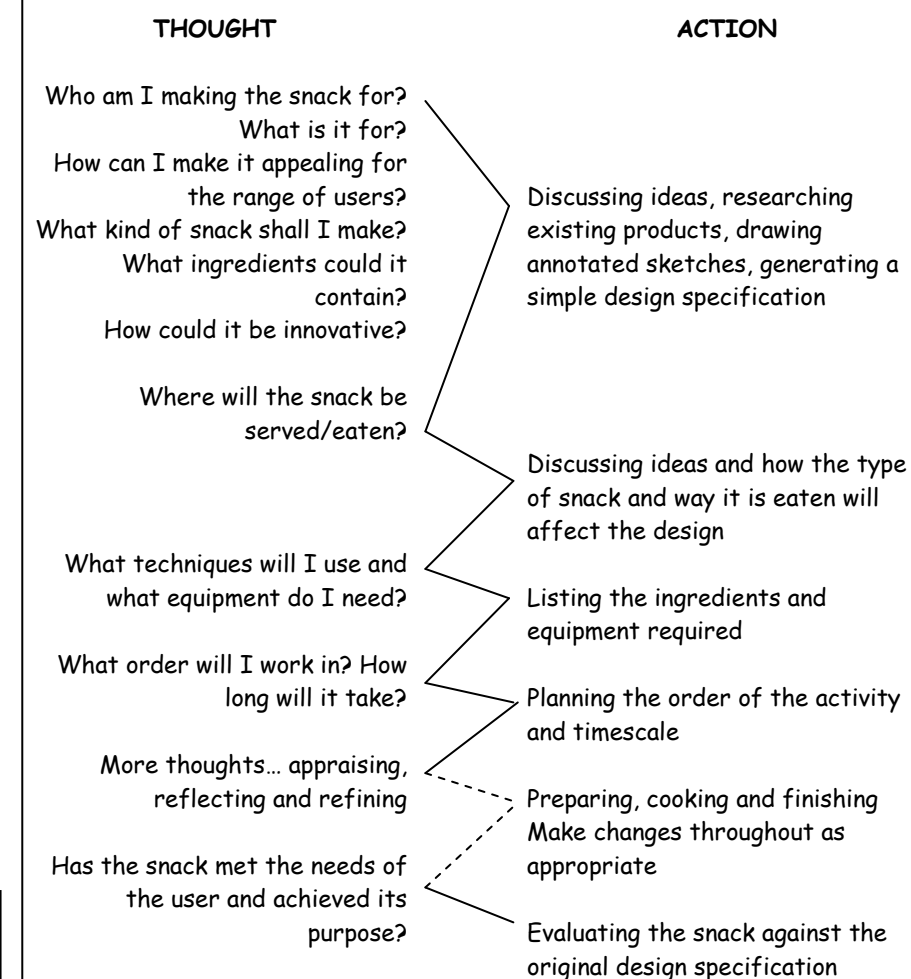 THOUGHT
Who am I making the snack for?
What is it for?
How can I make it appealing for
the range of users?
What kind of snack shall I make?
What ingredients could it
contain?
How could it be innovative?
Where will the snack be
served/eaten?
What techniques will I use and
what equipment do I need?
What order will I work in? How
long will it take?
More thoughts… appraising,
reflecting and refining
Has the snack met the needs of
the user and achieved its
purpose?
ACTION
Discussing ideas, researching
existing products, drawing
annotated sketches, generating a
simple design specification
Discussing ideas and how the type
of snack and way it is eaten will
affect the design
Listing the ingredients and
equipment required
Planning the order of the activity
and timescale
Preparing, cooking and finishing
Make changes throughout as
appropriate
Evaluating the snack against the
original design specification